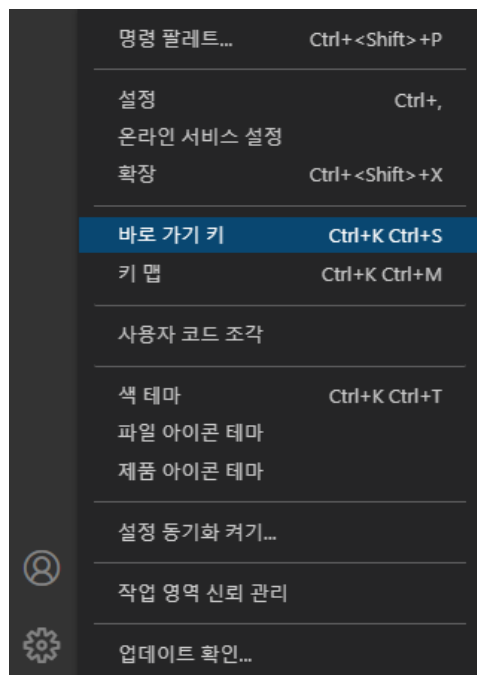 명령 팔레트... Ctrl+<Shift>+P
설정 Ctrl+,
온라인 서비스 설정
확장 Ctrl+<Shift>+X
바로 가기 키 Ctrl+K Ctrl+S
키 맵 Ctrl+K Ctrl+M
사용자 코드 조각
색 테마 Ctrl+K Ctrl+T
파일 아이콘 테마
제품 아이콘 테마
설정 동기화 켜기...
작업 영역 신뢰 관리
업데이트 확인...